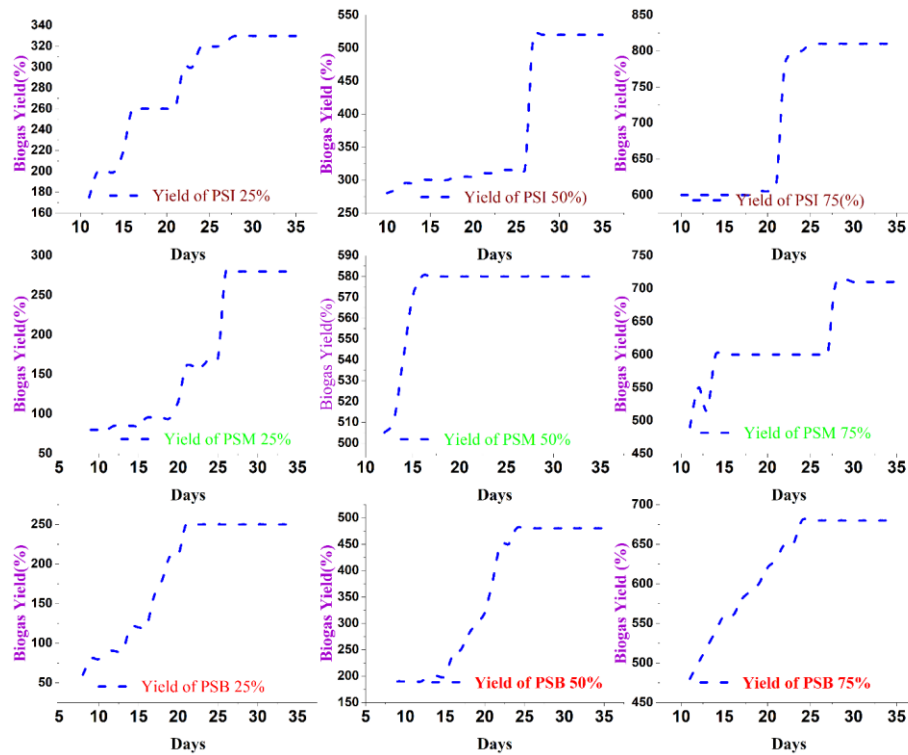 340
320
300
280
260
240
220
200
180
160
Biogas Yield(%)
Yield of PSI 25%
5 10 15 20 25 30 35
Days
550
500
450
400
350
300
250
Biogas Yield (%)
Yield of PSI 50%)
10 15 20 25 30 35
Days
850
800
750
700
650
600
Biogas Yield(%)
Yield of PSI 75(%)
10 15 20 25 30 35
Days
300
250
200
150
100
50
Biogas Yield(%)
Yield of PSM 25%
5 10 15 20 25 30 35
Days
590
580
570
560
550
540
530
520
510
500
Biogas Yield(%)
Yield of PSM 50%
10 15 20 25 30 35
Days
750
700
650
600
550
500
450
Biogas Yield(%)
Yield of PSM 75%
10 15 20 25 30 35
Days
250
200
150
100
50
Biogas Yield(%)
Yield of PSB 25%
5 10 15 20 25 30 35
Days
500
450
400
350
300
250
200
150
Biogas Yield(%)
Yield of PSB 50%
5 10 15 20 25 30 35
Days
700
650
600
550
500
450
Biogas Yield (%)
Yield of PSB 75%
5 10 15 20 25 30 35
Days